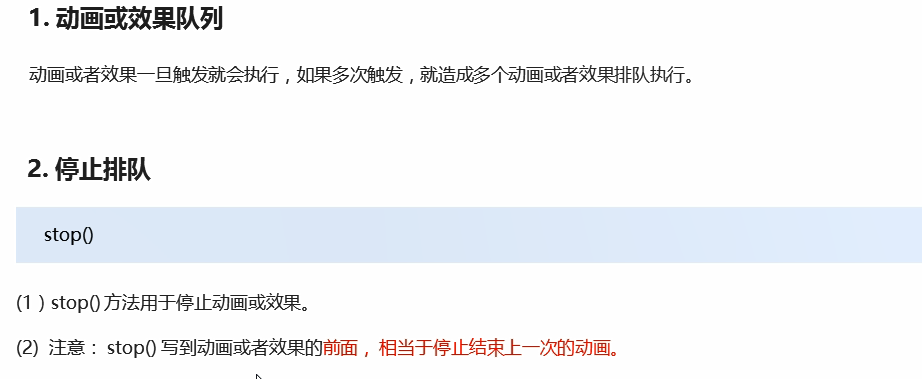 1. 动画或效果队列
动画或者效果一旦触发就会执行，如果多次触发，就造成多个动画或者效果排队执行。
2. 停止排队
stop()
(1 ) stop() 方法用于停止动画或效果。
(2) 注意： stop() 写到动画或者效果的前面， 相当于停止结束上一次的动画。